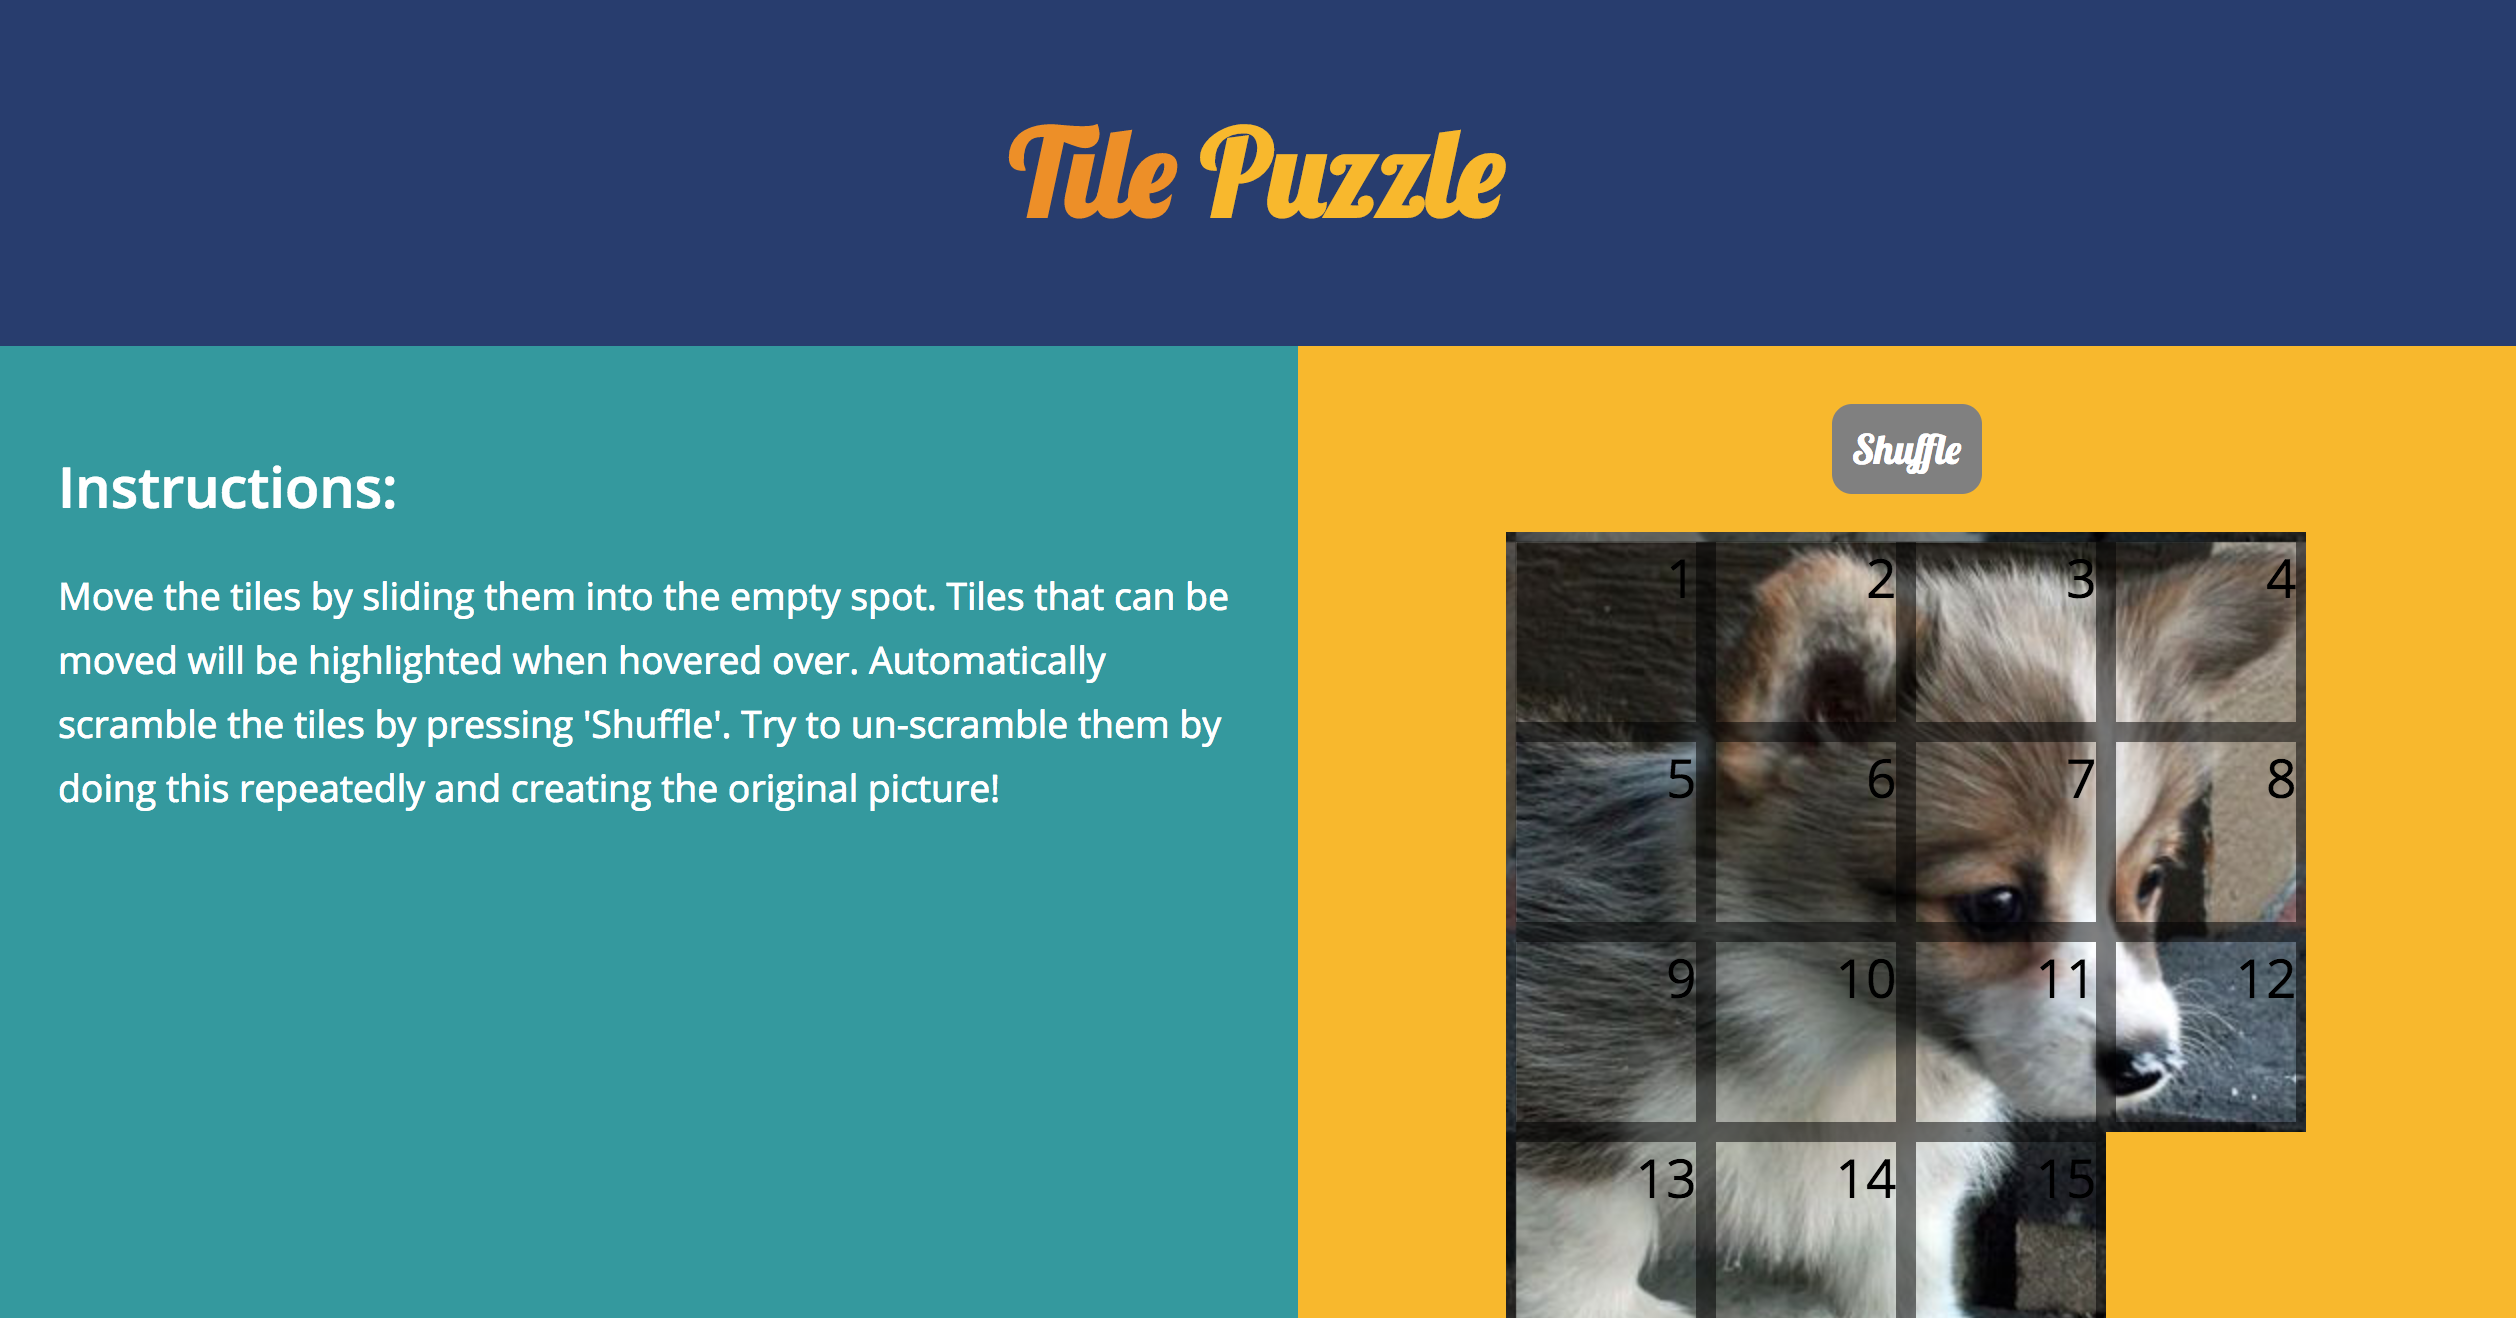 Tile Puzzle
Instructions:
Move the tiles by sliding them into the empty spot. Tiles that can be
moved will be highlighted when hovered over. Automatically
scramble the tiles by pressing 'Shuffle'. Try to un-scramble them by
doing this repeatedly and creating the original picture!
Shuffle
1 2 3 4
5 6 7 8
9 10 11 12
13 14 15